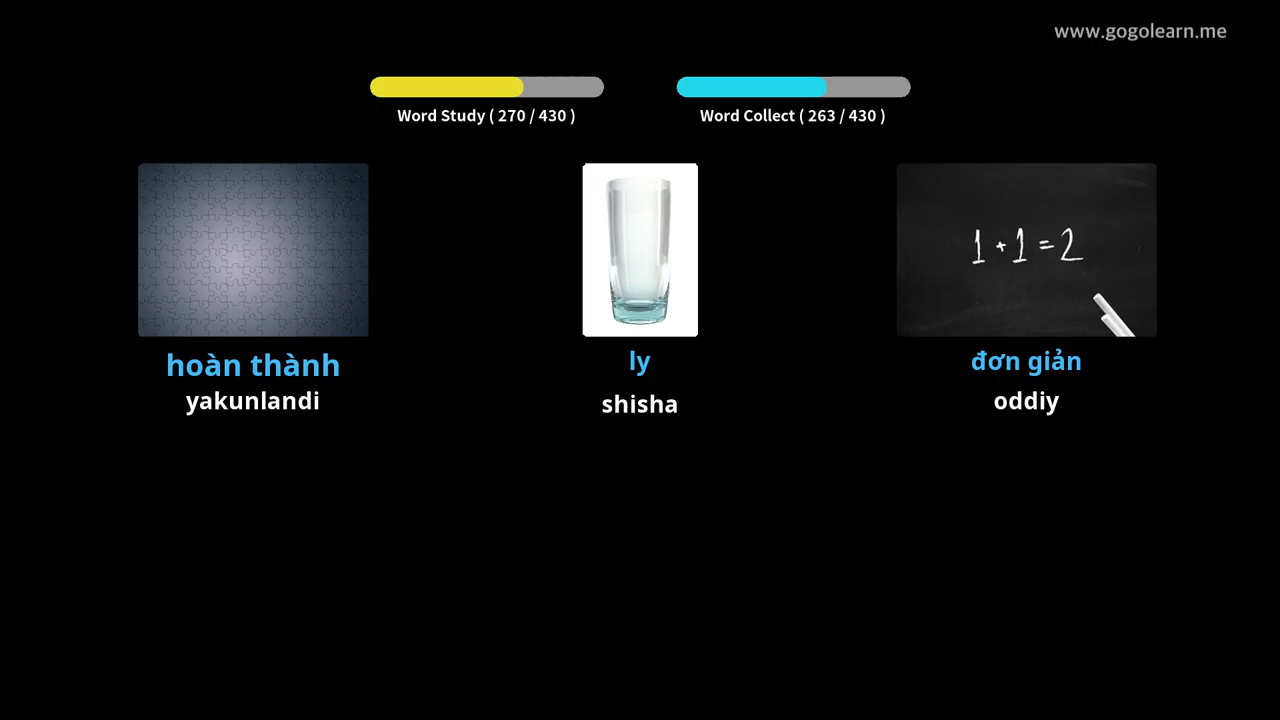 www.gogolearn.me
Word Study ( 270 / 430 )
Word Collect ( 263 / 430 )
1 + 1 = 2
hoàn thành
yakunlandi
ly
shisha
đơn giản
oddiy